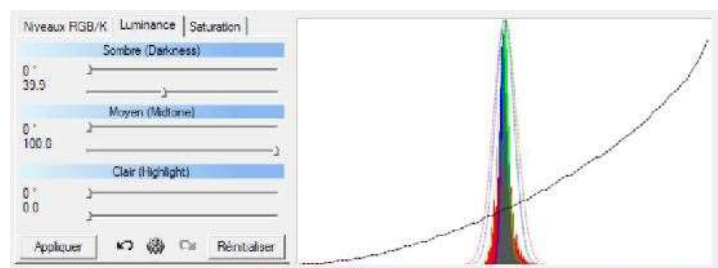 Niveaux RGB/K Luminance Saturation
Sombre (Darkness)
0°
39.9
Moyen (Midtone)
0°
100.0
Clair (Highlight)
0°
0.0
Appliquer Réinitialiser